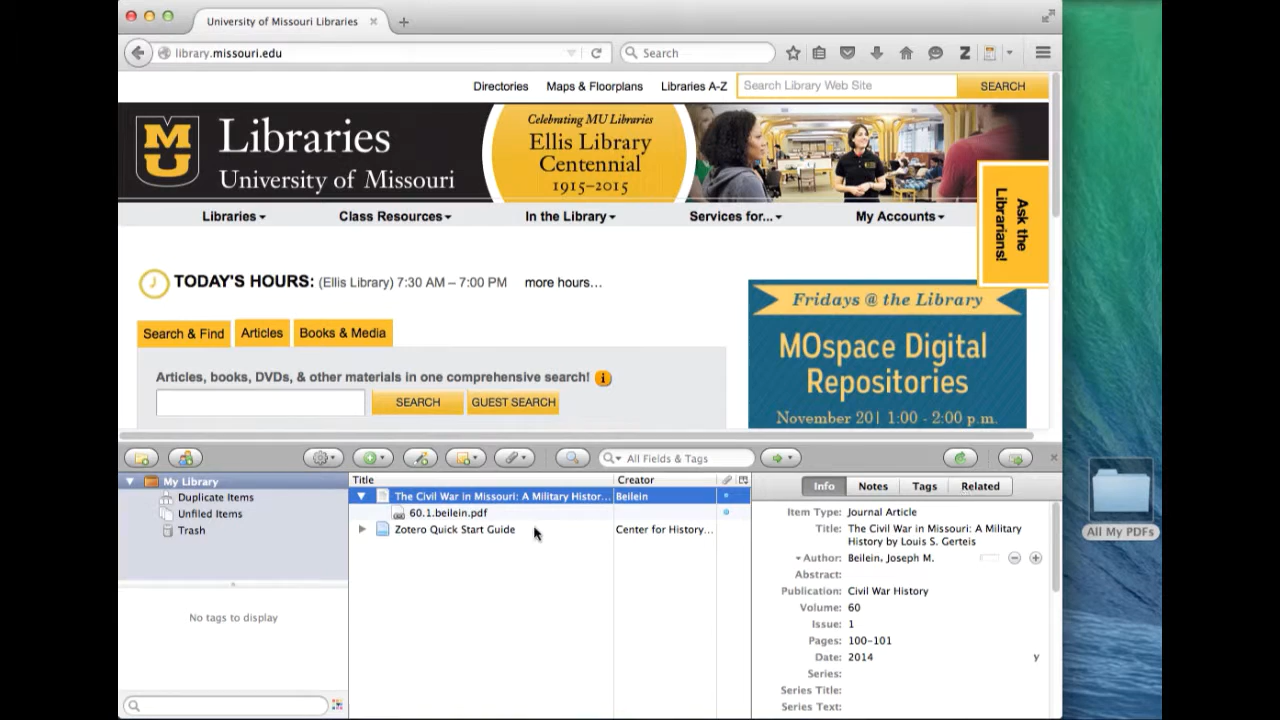 University of Missouri Libraries
library.missouri.edu
Search
Z
Directories Maps & Floorplans Libraries A-Z Search Library Web Site SEARCH
MU
Libraries
University of Missouri
Celebrating MU Libraries
Ellis Library
Centennial
1915-2015
Ask the
Librarians!
Libraries Class Resources In the Library Services for... My Accounts
TODAY'S HOURS: (Ellis Library) 7:30 AM – 7:00 PM more hours...
Search & Find Articles Books & Media
Articles, books, DVDs, & other materials in one comprehensive search! i
SEARCH GUEST SEARCH
Fridays @ the Library
MOspace Digital
Repositories
November 20| 1:00 - 2:00 p.m.
All Fields & Tags
My Library
Duplicate Items
Unfiled Items
Trash
No tags to display
Title Creator
The Civil War in Missouri: A Military Histor... Beilein
60.1.beilein.pdf
Zotero Quick Start Guide Center for History...
Info Notes Tags Related
Item Type: Journal Article
Title: The Civil War in Missouri: A Military
History by Louis S. Gerteis
Author: Beilein, Joseph M.
Abstract:
Publication: Civil War History
Volume: 60
Issue: 1
Pages: 100-101
Date: 2014 y
Series:
Series Title:
Series Text:
All My PDFs